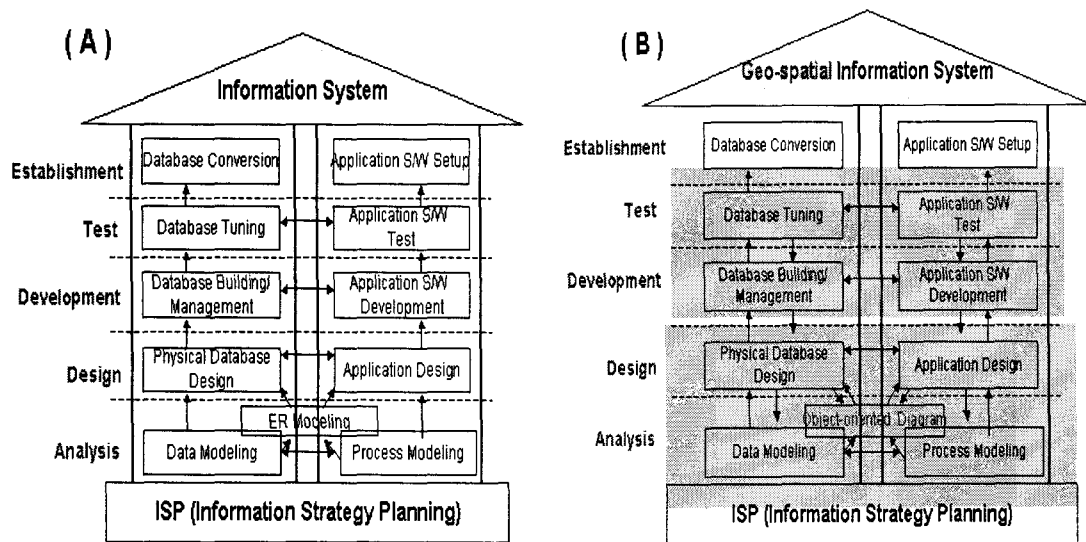 ( A )
Information System
Establishment
Database Conversion
Application S/W Setup
Test
Database Tuning
Application S/W
Test
Development
Database Building/
Management
Application S/W
Development
Design
Physical Database
Design
Application Design
ER Modeling
Analysis
Data Modeling
Process Modeling
ISP (Information Strategy Planning)
( B )
Geo-spatial Information System
Establishment
Database Conversion
Application S/W Setup
Test
Database Tuning
Application S/W
Test
Development
Database Building/
Management
Application S/W
Development
Design
Physical Database
Design
Application Design
Object-oriented Diagram
Analysis
Data Modeling
Process Modeling
ISP (Information Strategy Planning)